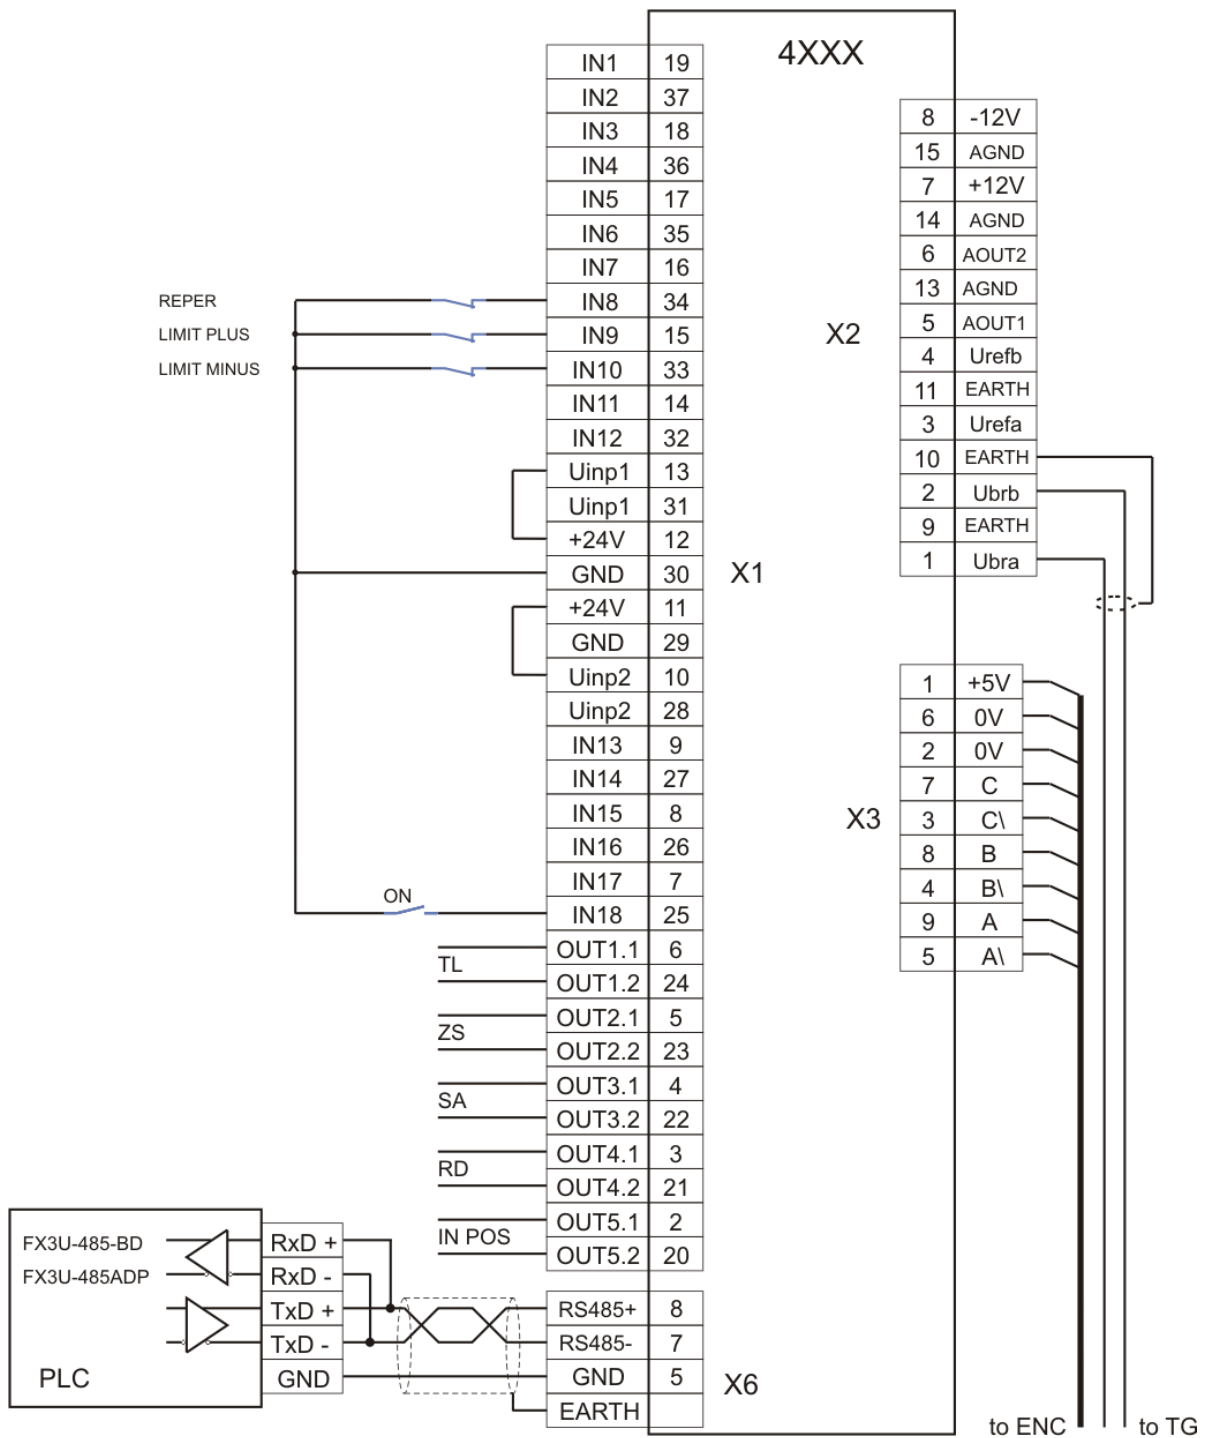 4XXX
IN1 19
IN2 37
IN3 18
IN4 36
IN5 17
IN6 35
IN7 16
REPER IN8 34
LIMIT PLUS IN9 15
LIMIT MINUS IN10 33
IN11 14
IN12 32
Uinp1 13
Uinp1 31
+24V 12
GND 30
+24V 11
GND 29
Uinp2 10
Uinp2 28
IN13 9
IN14 27
IN15 8
IN16 26
IN17 7
ON
IN18 25
OUT1.1 6
TL
OUT1.2 24
OUT2.1 5
ZS
OUT2.2 23
OUT3.1 4
SA
OUT3.2 22
OUT4.1 3
RD
OUT4.2 21
OUT5.1 2
IN POS
OUT5.2 20
X1
8 -12V
15 AGND
7 +12V
14 AGND
6 AOUT2
13 AGND
5 AOUT1
4 Urefb
11 EARTH
3 Urefa
10 EARTH
2 Ubrb
9 EARTH
1 Ubra
X2
1 +5V
6 0V
2 0V
7 C
3 C\
8 B
4 B\
9 A
5 A\
X3
FX3U-485-BD RxD +
FX3U-485ADP RxD -
TxD +
TxD -
PLC GND
RS485+ 8
RS485- 7
GND 5
EARTH
X6
to ENC
to TG